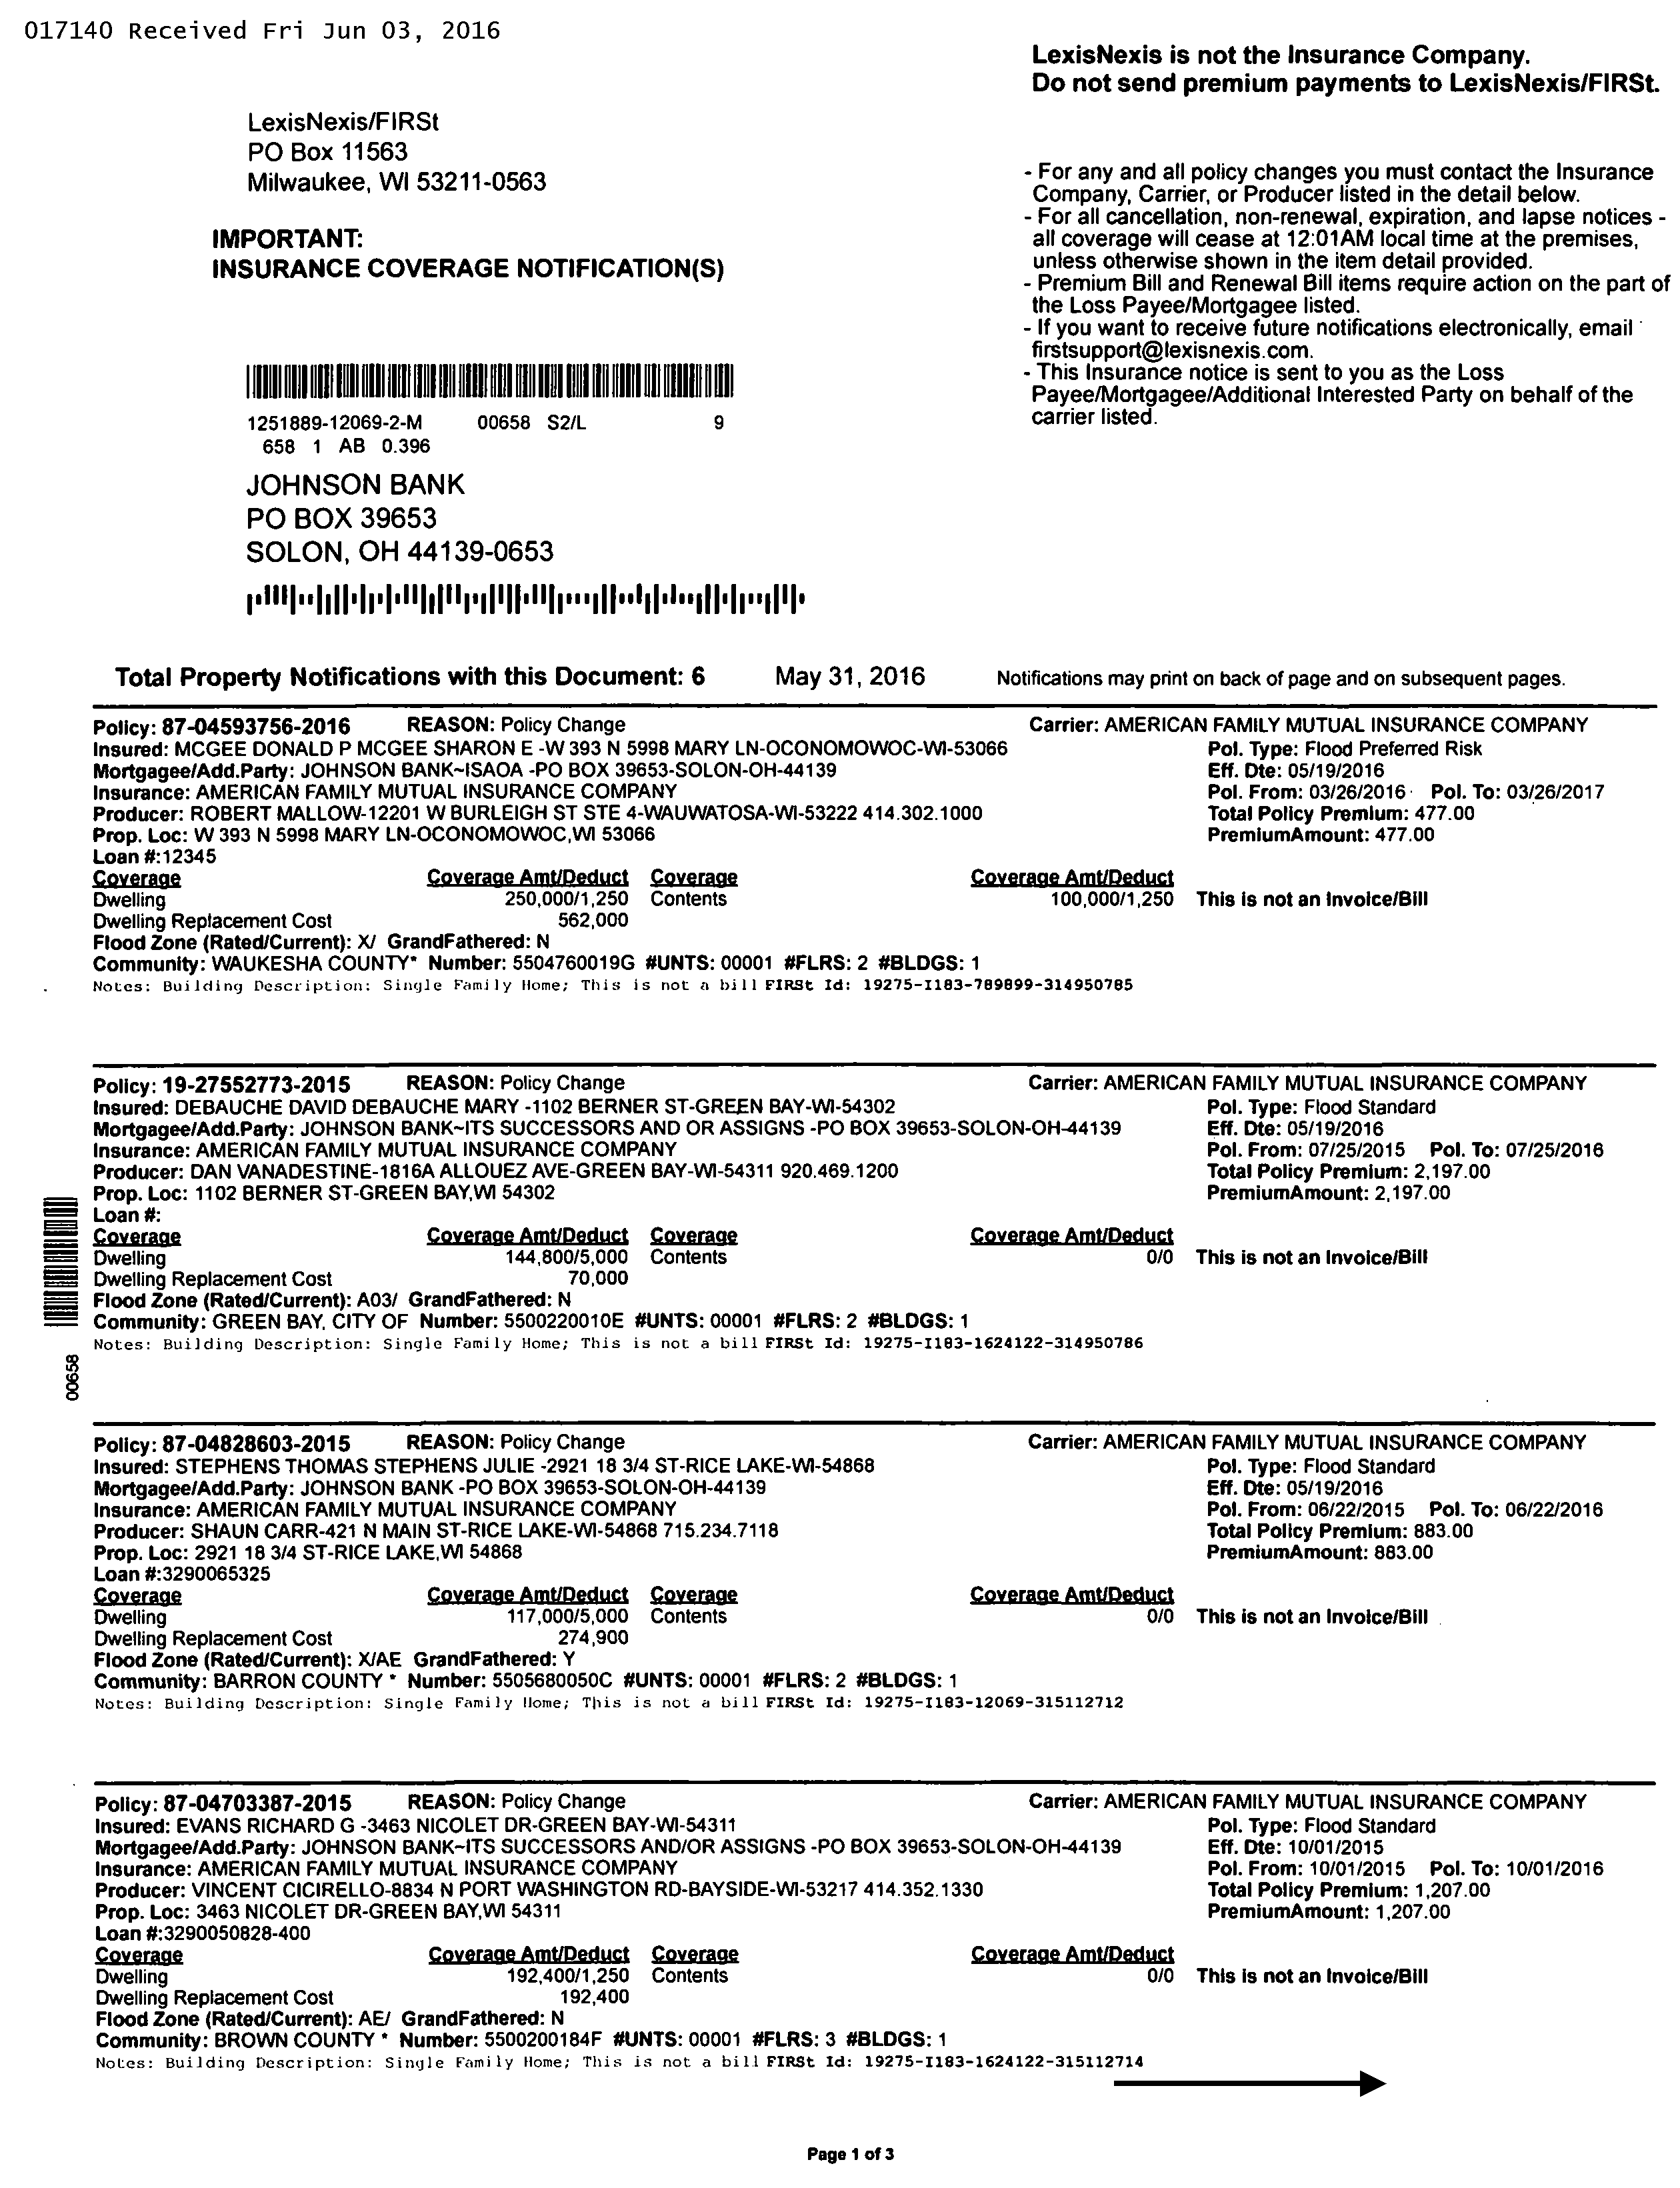 017140 Received Fri Jun 03, 2016
LexisNexis is not the Insurance Company.
Do not send premium payments to LexisNexis/FIRSt.
LexisNexis/FIRSt
PO Box 11563
Milwaukee, WI 53211-0563
IMPORTANT:
INSURANCE COVERAGE NOTIFICATION(S)
- For any and all policy changes you must contact the Insurance
Company, Carrier, or Producer listed in the detail below.
- For all cancellation, non-renewal, expiration, and lapse notices -
all coverage will cease at 12:01AM local time at the premises,
unless otherwise shown in the item detail provided.
- Premium Bill and Renewal Bill items require action on the part of
the Loss Payee/Mortgagee listed.
- If you want to receive future notifications electronically, email
firstsupport@lexisnexis.com.
- This Insurance notice is sent to you as the Loss
Payee/Mortgagee/Additional Interested Party on behalf of the
carrier listed.
1251889-12069-2-M 00658 S2/L 9
658 1 AB 0.396
JOHNSON BANK
PO BOX 39653
SOLON, OH 44139-0653
Total Property Notifications with this Document: 6 May 31, 2016 Notifications may print on back of page and on subsequent pages.
Policy: 87-04593756-2016 REASON: Policy Change Carrier: AMERICAN FAMILY MUTUAL INSURANCE COMPANY
Insured: MCGEE DONALD P MCGEE SHARON E -W 393 N 5998 MARY LN-OCONOMOWOC-WI-53066 Pol. Type: Flood Preferred Risk
Mortgagee/Add.Party: JOHNSON BANK~ISAOA -PO BOX 39653-SOLON-OH-44139 Eff. Dte: 05/19/2016
Insurance: AMERICAN FAMILY MUTUAL INSURANCE COMPANY Pol. From: 03/26/2016 Pol. To: 03/26/2017
Producer: ROBERT MALLOW-12201 W BURLEIGH ST STE 4-WAUWATOSA-WI-53222 414.302.1000 Total Policy Premium: 477.00
Prop. Loc: W 393 N 5998 MARY LN-OCONOMOWOC,WI 53066 PremiumAmount: 477.00
Loan #:12345
Coverage Coverage Amt/Deduct Coverage Coverage Amt/Deduct
Dwelling 250,000/1,250 Contents 100,000/1,250 This is not an Invoice/Bill
Dwelling Replacement Cost 562,000
Flood Zone (Rated/Current): X/ GrandFathered: N
Community: WAUKESHA COUNTY* Number: 5504760019G #UNTS: 00001 #FLRS: 2 #BLDGS: 1
Notes: Building Description: Single Family Home; This is not a bill FIRSt Id: 19275-I183-789899-314950785
Policy: 19-27552773-2015 REASON: Policy Change Carrier: AMERICAN FAMILY MUTUAL INSURANCE COMPANY
Insured: DEBAUCHE DAVID DEBAUCHE MARY -1102 BERNER ST-GREEN BAY-WI-54302 Pol. Type: Flood Standard
Mortgagee/Add.Party: JOHNSON BANK~ITS SUCCESSORS AND OR ASSIGNS -PO BOX 39653-SOLON-OH-44139 Eff. Dte: 05/19/2016
Insurance: AMERICAN FAMILY MUTUAL INSURANCE COMPANY Pol. From: 07/25/2015 Pol. To: 07/25/2016
Producer: DAN VANADESTINE-1816A ALLOUEZ AVE-GREEN BAY-WI-54311 920.469.1200 Total Policy Premium: 2,197.00
Prop. Loc: 1102 BERNER ST-GREEN BAY,WI 54302 PremiumAmount: 2,197.00
Loan #:
Coverage Coverage Amt/Deduct Coverage Coverage Amt/Deduct
Dwelling 144,800/5,000 Contents 0/0 This is not an Invoice/Bill
Dwelling Replacement Cost 70,000
Flood Zone (Rated/Current): A03/ GrandFathered: N
Community: GREEN BAY, CITY OF Number: 5500220010E #UNTS: 00001 #FLRS: 2 #BLDGS: 1
Notes: Building Description: Single Family Home; This is not a bill FIRSt Id: 19275-I183-1624122-314950786
00658
Policy: 87-04828603-2015 REASON: Policy Change Carrier: AMERICAN FAMILY MUTUAL INSURANCE COMPANY
Insured: STEPHENS THOMAS STEPHENS JULIE -2921 18 3/4 ST-RICE LAKE-WI-54868 Pol. Type: Flood Standard
Mortgagee/Add.Party: JOHNSON BANK -PO BOX 39653-SOLON-OH-44139 Eff. Dte: 05/19/2016
Insurance: AMERICAN FAMILY MUTUAL INSURANCE COMPANY Pol. From: 06/22/2015 Pol. To: 06/22/2016
Producer: SHAUN CARR-421 N MAIN ST-RICE LAKE-WI-54868 715.234.7118 Total Policy Premium: 883.00
Prop. Loc: 2921 18 3/4 ST-RICE LAKE,WI 54868 PremiumAmount: 883.00
Loan #:3290065325
Coverage Coverage Amt/Deduct Coverage Coverage Amt/Deduct
Dwelling 117,000/5,000 Contents 0/0 This is not an Invoice/Bill
Dwelling Replacement Cost 274,900
Flood Zone (Rated/Current): X/AE GrandFathered: Y
Community: BARRON COUNTY * Number: 5505680050C #UNTS: 00001 #FLRS: 2 #BLDGS: 1
Notes: Building Description: Single Family Home; This is not a bill FIRSt Id: 19275-I183-12069-315112712
Policy: 87-04703387-2015 REASON: Policy Change Carrier: AMERICAN FAMILY MUTUAL INSURANCE COMPANY
Insured: EVANS RICHARD G -3463 NICOLET DR-GREEN BAY-WI-54311 Pol. Type: Flood Standard
Mortgagee/Add.Party: JOHNSON BANK~ITS SUCCESSORS AND/OR ASSIGNS -PO BOX 39653-SOLON-OH-44139 Eff. Dte: 10/01/2015
Insurance: AMERICAN FAMILY MUTUAL INSURANCE COMPANY Pol. From: 10/01/2015 Pol. To: 10/01/2016
Producer: VINCENT CICIRELLO-8834 N PORT WASHINGTON RD-BAYSIDE-WI-53217 414.352.1330 Total Policy Premium: 1,207.00
Prop. Loc: 3463 NICOLET DR-GREEN BAY,WI 54311 PremiumAmount: 1,207.00
Loan #:3290050828-400
Coverage Coverage Amt/Deduct Coverage Coverage Amt/Deduct
Dwelling 192,400/1,250 Contents 0/0 This is not an Invoice/Bill
Dwelling Replacement Cost 192,400
Flood Zone (Rated/Current): AE/ GrandFathered: N
Community: BROWN COUNTY * Number: 5500200184F #UNTS: 00001 #FLRS: 3 #BLDGS: 1
Notes: Building Description: Single Family Home; This is not a bill FIRSt Id: 19275-I183-1624122-315112714
Page 1 of 3